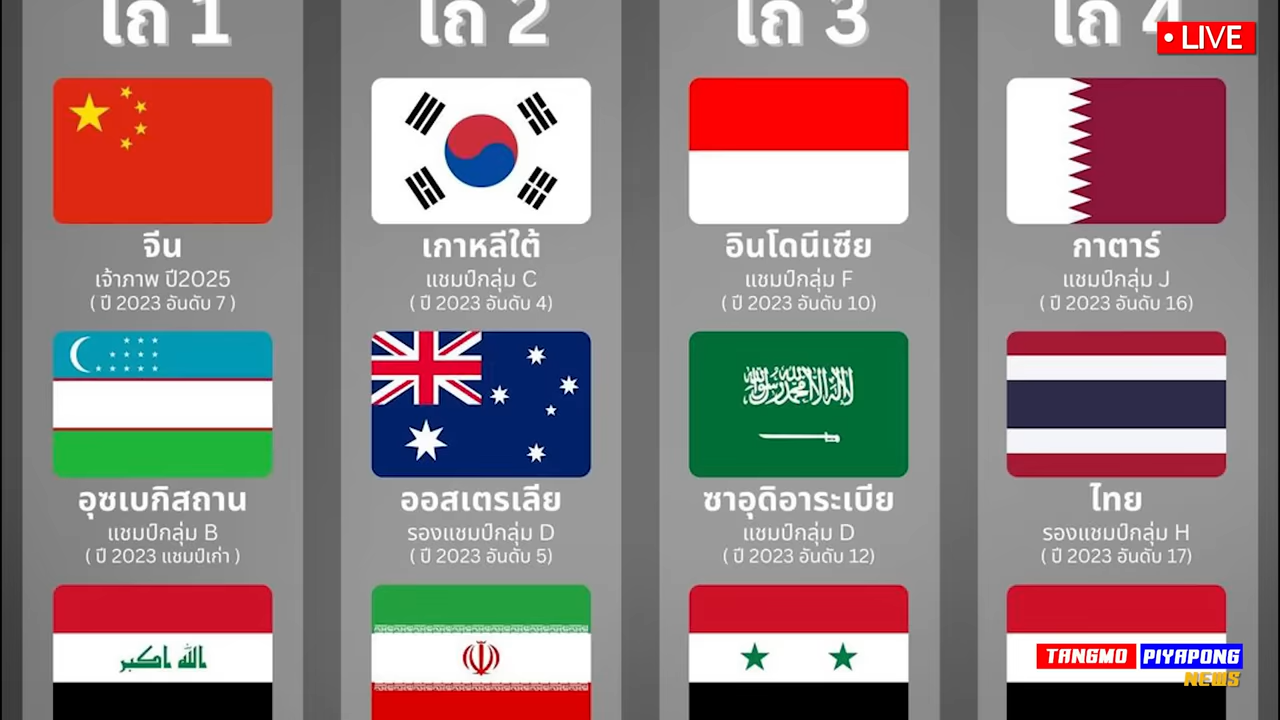 โถ 1
โถ 2
โถ 3
โถ 4
• LIVE
จีน
เจ้าภาพ ปี2025
( ปี 2023 อันดับ 7 )
เกาหลีใต้
แชมป์กลุ่ม C
( ปี 2023 อันดับ 4)
อินโดนีเซีย
แชมป์กลุ่ม F
( ปี 2023 อันดับ 10)
กาตาร์
แชมป์กลุ่ม J
( ปี 2023 อันดับ 16)
อุซเบกิสถาน
แชมป์กลุ่ม B
( ปี 2023 แชมป์เก่า )
ออสเตรเลีย
รองแชมป์กลุ่ม D
( ปี 2023 อันดับ 5)
ซาอุดิอาระเบีย
แชมป์กลุ่ม D
( ปี 2023 อันดับ 12)
ไทย
รองแชมป์กลุ่ม H
( ปี 2023 อันดับ 17)
لا إله إلا الله محمد رسول الله
الله اكبر
TANGMO PIYAPONG
NEWS